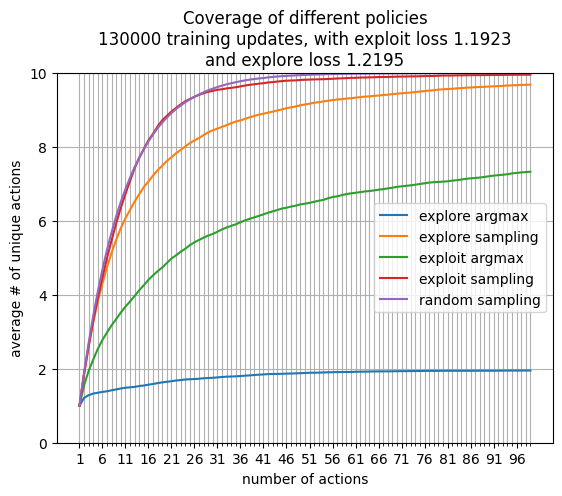 Coverage of different policies
130000 training updates, with exploit loss 1.1923
and explore loss 1.2195
10
8
6
4
2
0
average # of unique actions
explore argmax
explore sampling
exploit argmax
exploit sampling
random sampling
1 6 11 16 21 26 31 36 41 46 51 56 61 66 71 76 81 86 91 96
number of actions